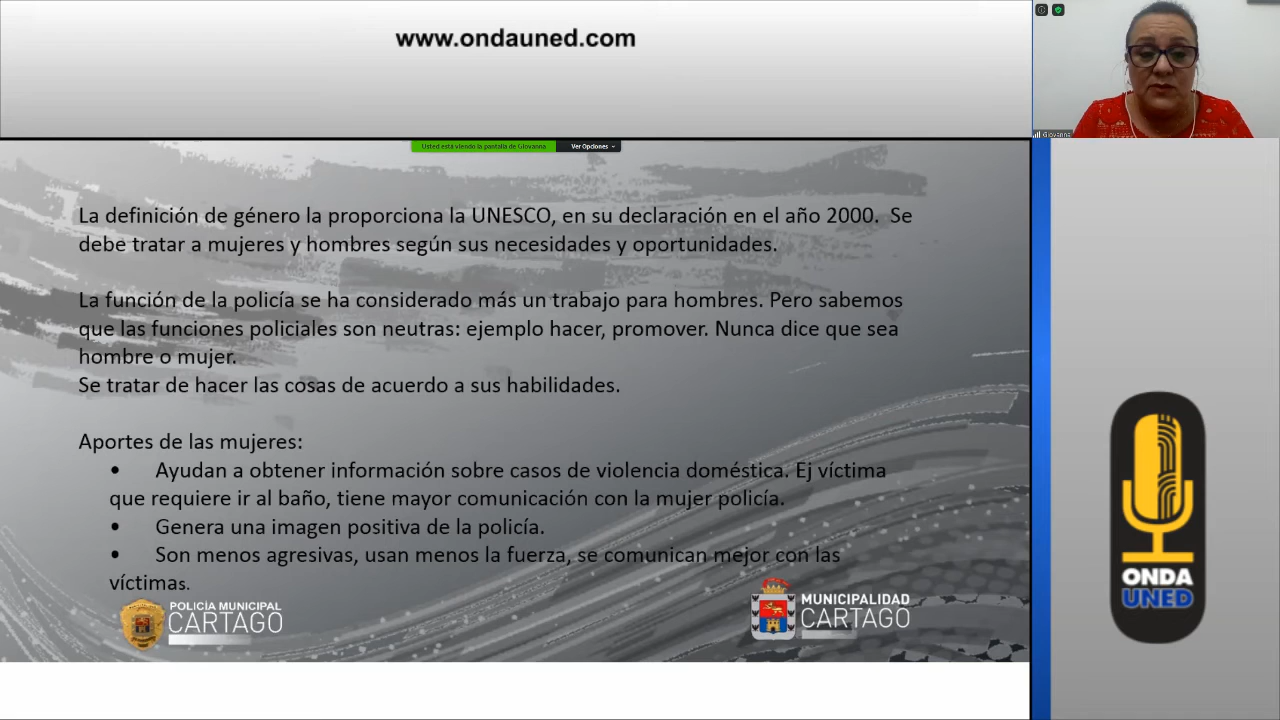 www.ondauned.com
Giovanna
Usted está viendo la pantalla de Giovanna
Ver Opciones
La definición de género la proporciona la UNESCO, en su declaración en el año 2000. Se
debe tratar a mujeres y hombres según sus necesidades y oportunidades.
La función de la policía se ha considerado más un trabajo para hombres. Pero sabemos
que las funciones policiales son neutras: ejemplo hacer, promover. Nunca dice que sea
hombre o mujer.
Se tratar de hacer las cosas de acuerdo a sus habilidades.
Aportes de las mujeres:
• Ayudan a obtener información sobre casos de violencia doméstica. Ej víctima
que requiere ir al baño, tiene mayor comunicación con la mujer policía.
• Genera una imagen positiva de la policía.
• Son menos agresivas, usan menos la fuerza, se comunican mejor con las
víctimas.
POLICÍA MUNICIPAL
CARTAGO
MUNICIPALIDAD
CARTAGO
ONDA
UNED